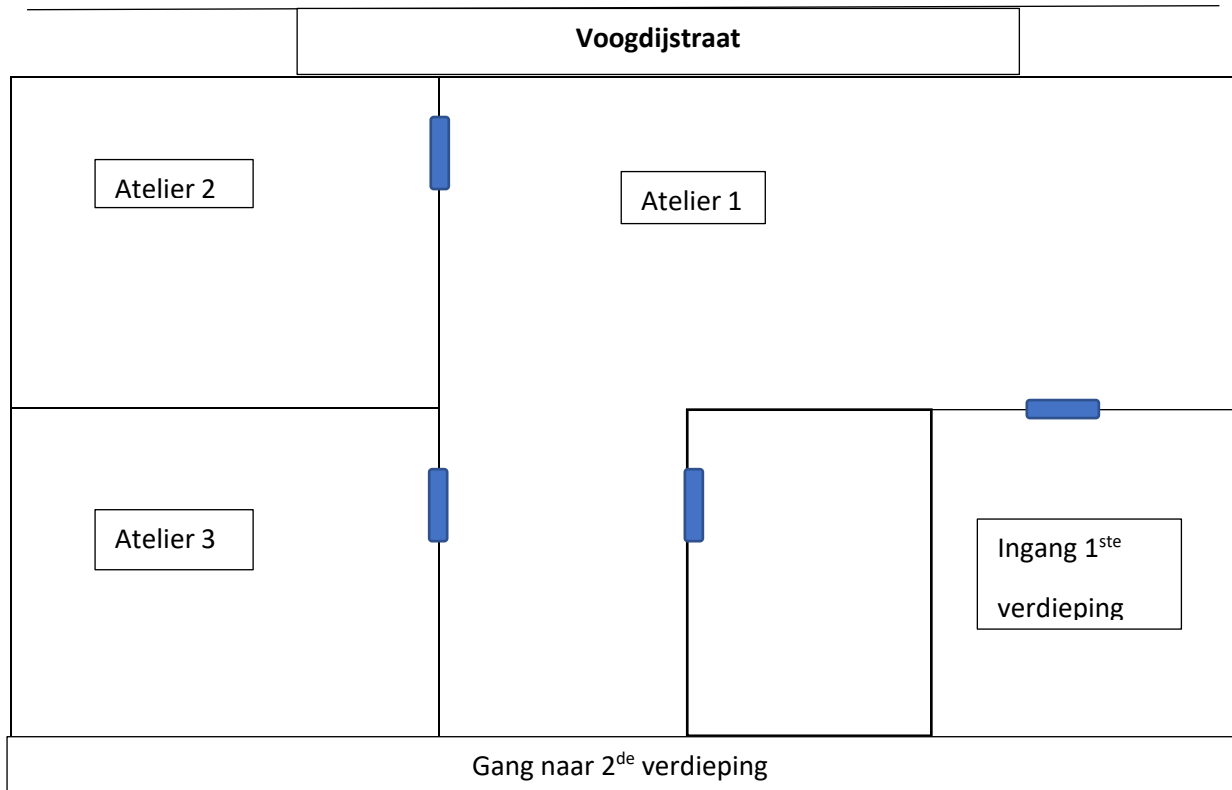 Voogdijstraat
Atelier 2
Atelier 1
Atelier 3
Ingang 1ste
verdieping
Gang naar 2de verdieping